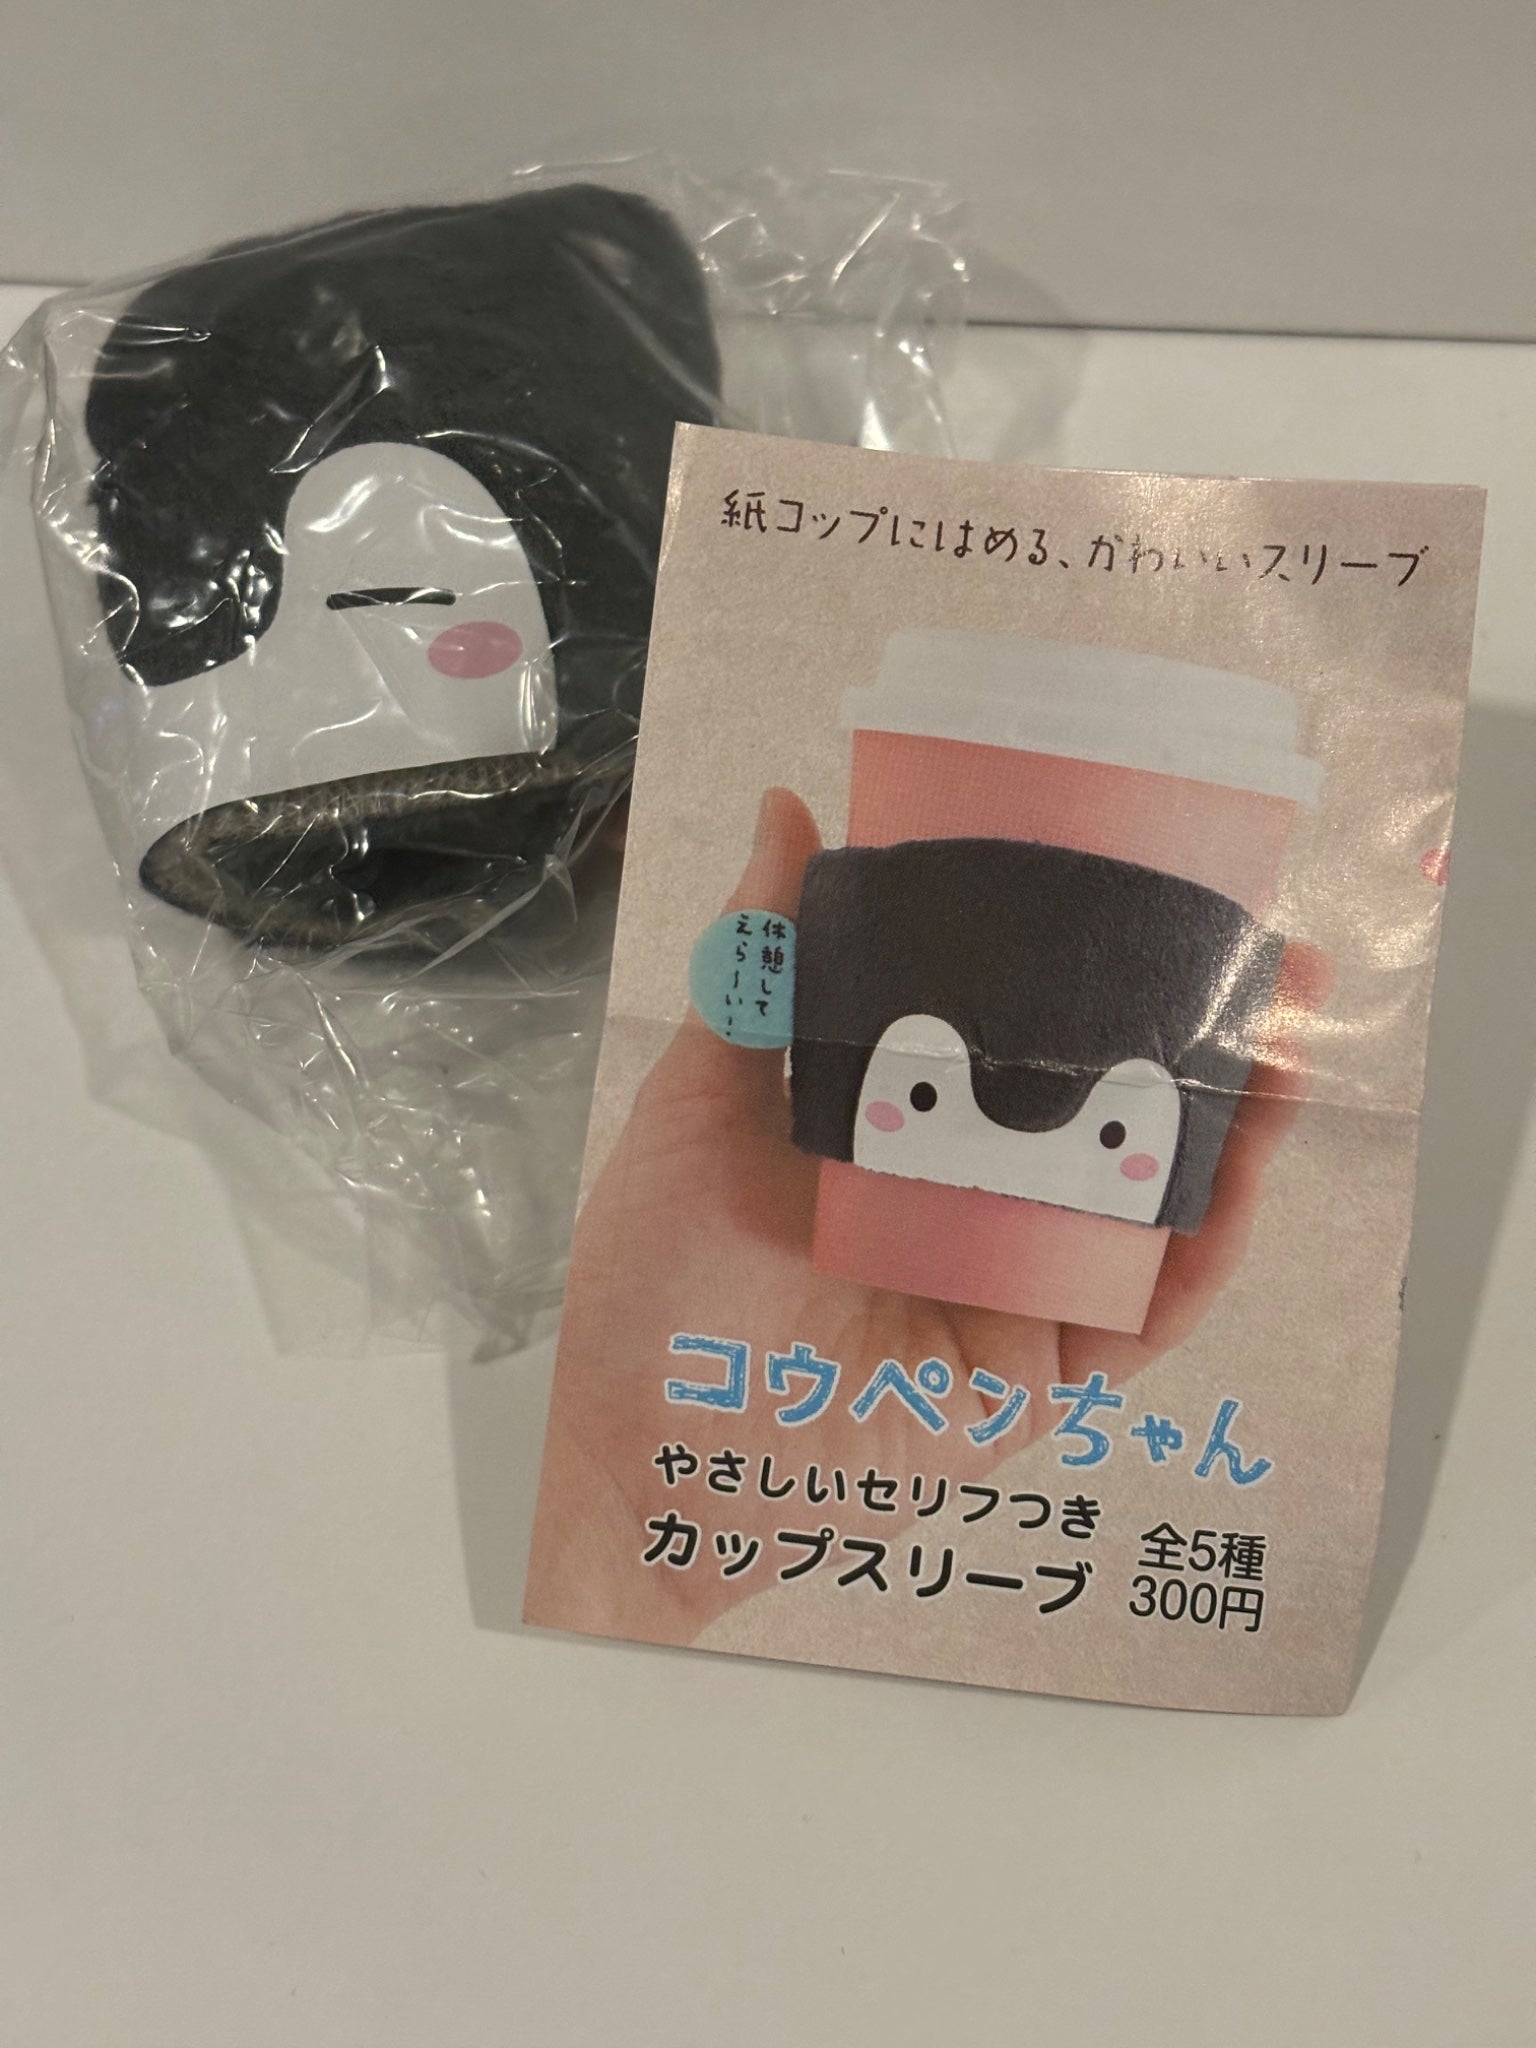 紙コップにはめる、かわいいスリーブ
休憩して
えら〜い!
コウペンちゃん
やさしいセリフつき
カップスリーブ
全5種
300円